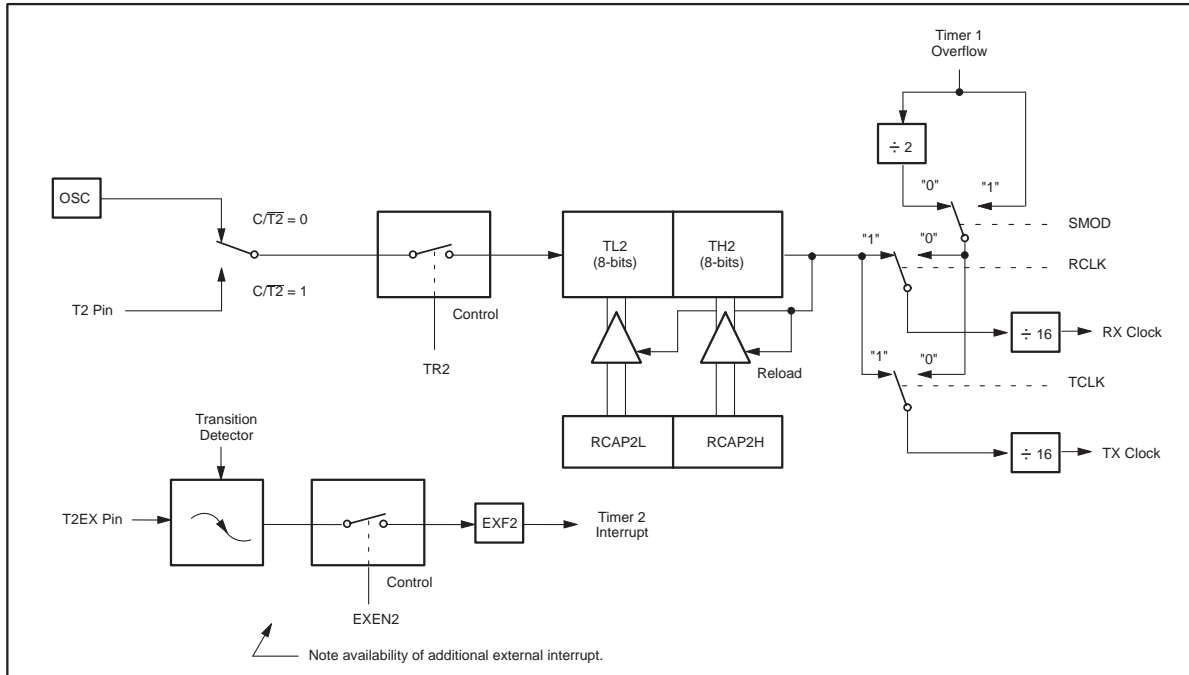 Timer 1
Overflow
÷ 2
"0"
"1"
SMOD
OSC
C/T2 = 0
C/T2 = 1
T2 Pin
Control
TR2
TL2
(8-bits)
TH2
(8-bits)
"1"
"0"
RCLK
÷ 16
RX Clock
Reload
"1"
"0"
TCLK
RCAP2L
RCAP2H
÷ 16
TX Clock
Transition
Detector
T2EX Pin
EXF2
Timer 2
Interrupt
Control
EXEN2
Note availability of additional external interrupt.